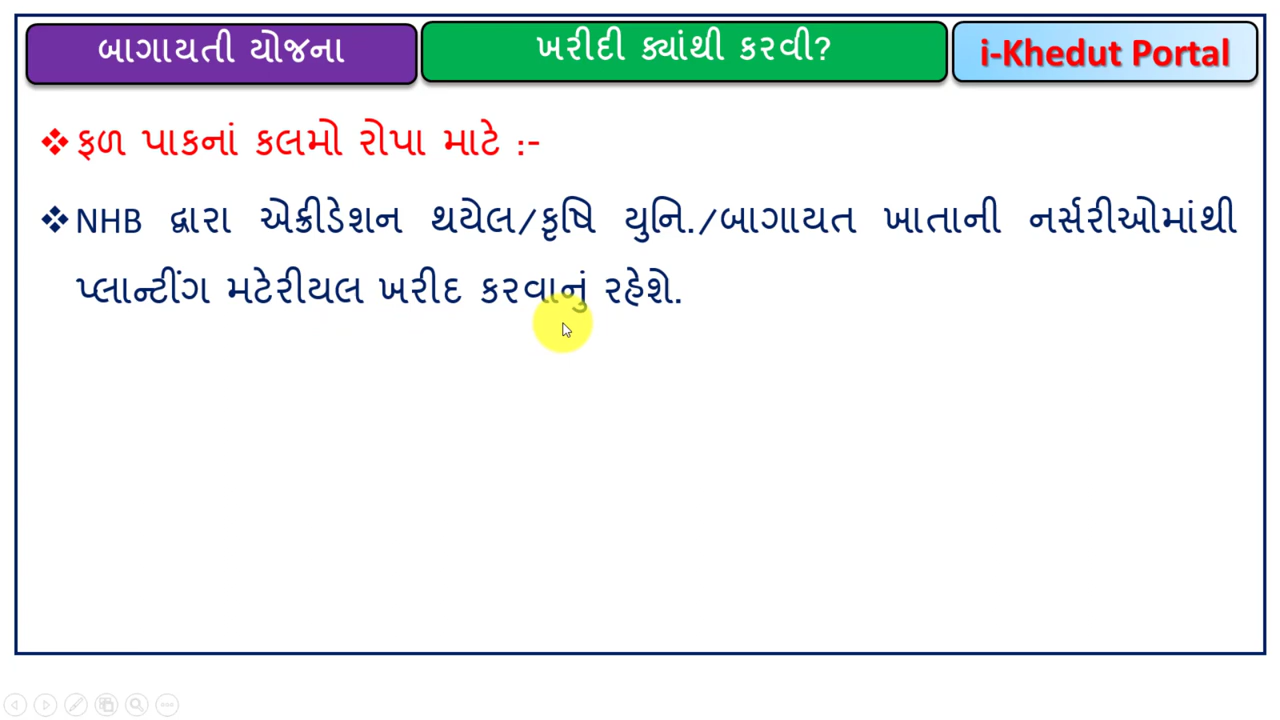 બાગાયતી યોજના
ખરીદી ક્યાંથી કરવી?
i-Khedut Portal
❖ ફળ પાકનાં કલમો રોપા માટે :-
❖ NHB દ્વારા એક્રીડેશન થયેલ/કૃષિ યુનિ./બાગાયત ખાતાની નર્સરીઓમાંથી
પ્લાન્ટીંગ મટેરીયલ ખરીદ કરવાનું રહેશે.